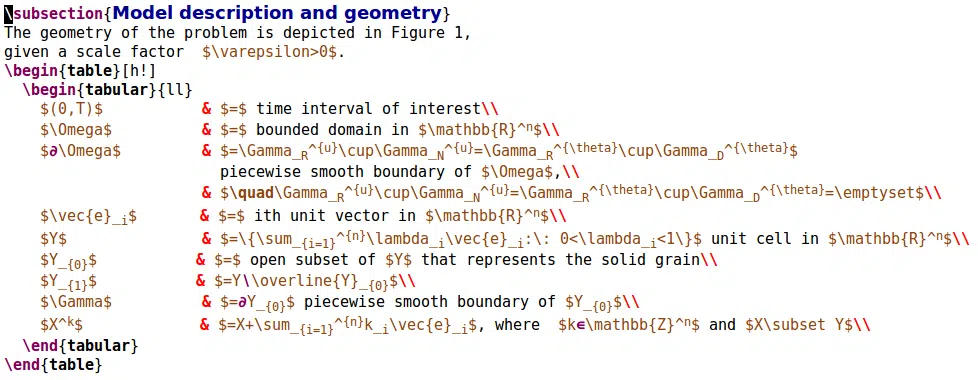 \subsection{Model description and geometry}
The geometry of the problem is depicted in Figure 1,
given a scale factor  $\varepsilon>0$.
\begin{table}[h!]
  \begin{tabular}{ll}
    $(0,T)$           & $=$ time interval of interest\\
    $\Omega$          & $=$ bounded domain in $\mathbb{R}^n$\\
    $∂\Omega$         & $=\Gamma_R^{u}\cup\Gamma_N^{u}=\Gamma_R^{\theta}\cup\Gamma_D^{\theta}$
                        piecewise smooth boundary of $\Omega$,\\
                      & $\quad\Gamma_R^{u}\cup\Gamma_N^{u}=\Gamma_R^{\theta}\cup\Gamma_D^{\theta}=\emptyset$\\
    $\vec{e}_i$       & $=$ ith unit vector in $\mathbb{R}^n$\\
    $Y$               & $=\{\sum_{i=1}^{n}\lambda_i\vec{e}_i:\: 0<\lambda_i<1\}$ unit cell in $\mathbb{R}^n$\\
    $Y_{0}$           & $=$ open subset of $Y$ that represents the solid grain\\
    $Y_{1}$           & $=Y\\overline{Y}_{0}$\\
    $\Gamma$          & $=∂Y_{0}$ piecewise smooth boundary of $Y_{0}$\\
    $X^k$             & $=X+\sum_{i=1}^{n}k_i\vec{e}_i$, where  $k∈\mathbb{Z}^n$ and $X\subset Y$\\
  \end{tabular}
\end{table}